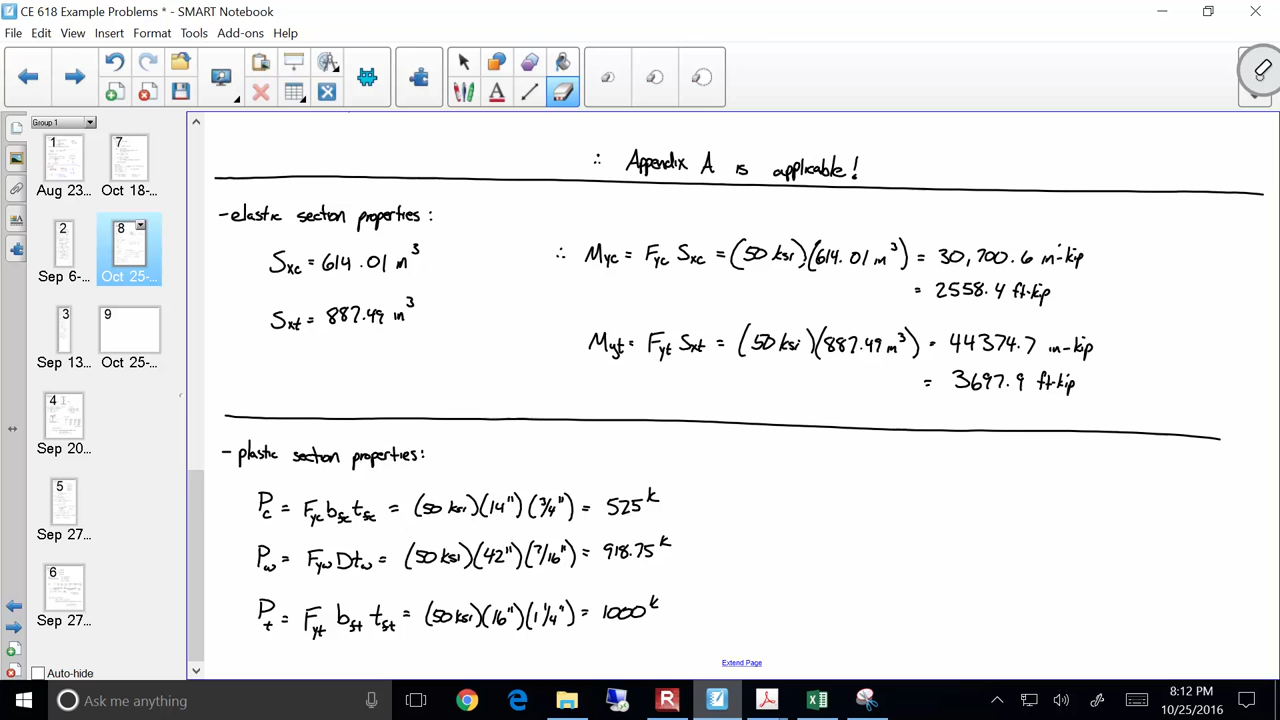 CE 618 Example Problems * - SMART Notebook
File Edit View Insert Format Tools Add-ons Help
Group 1
1
Aug 23...
7
Oct 18-...
2
Sep 6-...
8
Oct 25-...
3
Sep 13...
9
Oct 25-...
4
Sep 20...
5
Sep 27...
6
Sep 27...
Auto-hide
∴ Appendix A is applicable!
- elastic section properties:
Sxc = 614.01 in³
Sxt = 887.49 in³
∴ Myc = Fyc Sxc = (50 ksi)(614.01 in³) = 30,700.6 in-kip
= 2558.4 ft-kip
Myt = Fyt Sxt = (50 ksi)(887.49 in³) = 44374.7 in-kip
= 3697.9 ft-kip
- plastic section properties:
Pc = Fyc bfc tfc = (50 ksi)(14")(3/4") = 525 k
Pw = Fyw D tw = (50 ksi)(42")(7/16") = 918.75 k
Pt = Fyt bft tft = (50 ksi)(16")(1 1/4") = 1000 k
Extend Page
Ask me anything
8:12 PM
10/25/2016